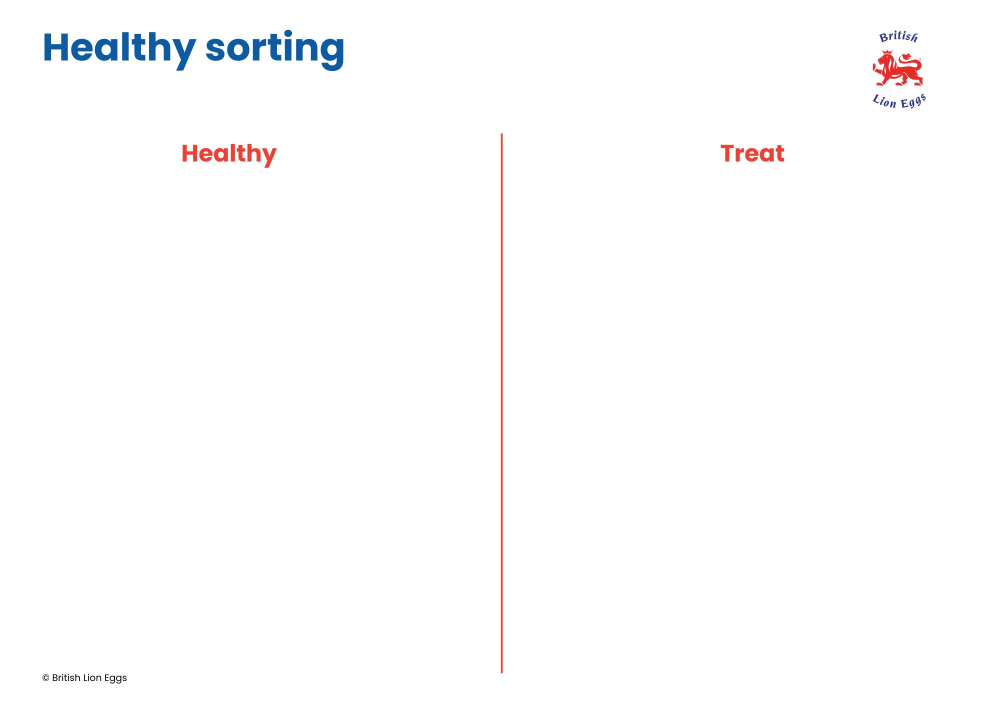 Healthy sorting
British
Lion Eggs
Healthy
Treat
© British Lion Eggs